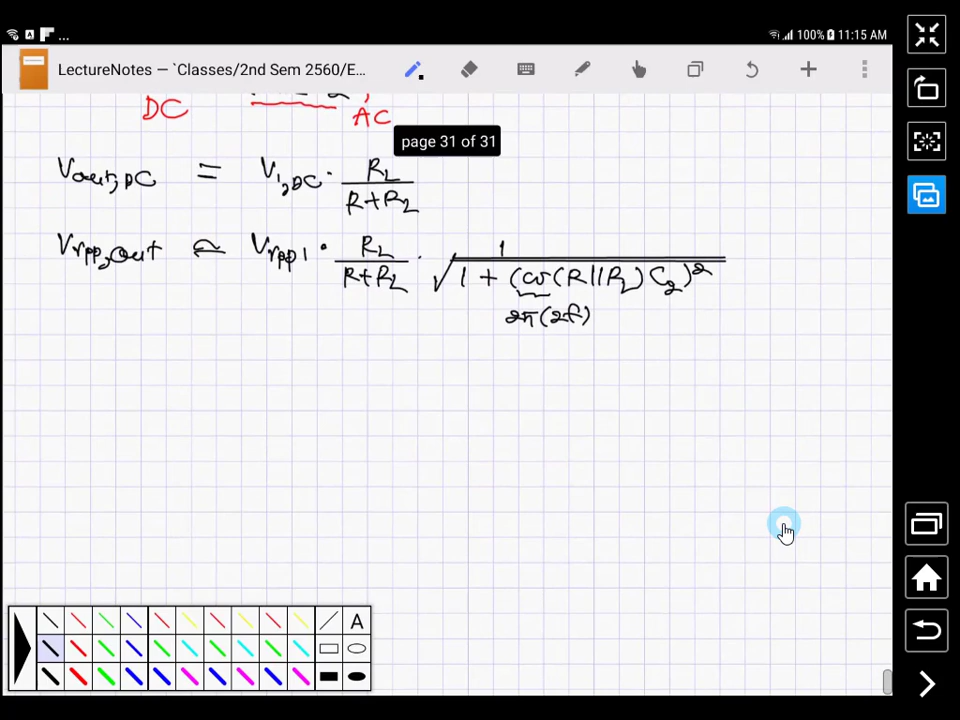 ... 100% 11:15 AM
LectureNotes — `Classes/2nd Sem 2560/E...
DC
AC
page 31 of 31
Vout,DC = V1,DC · RL / R+RL
Vrpp,out ≃ Vrpp1 · RL / R+RL · 1 / √1 + (ω(R||RL)C2)²
2π(2f)
A